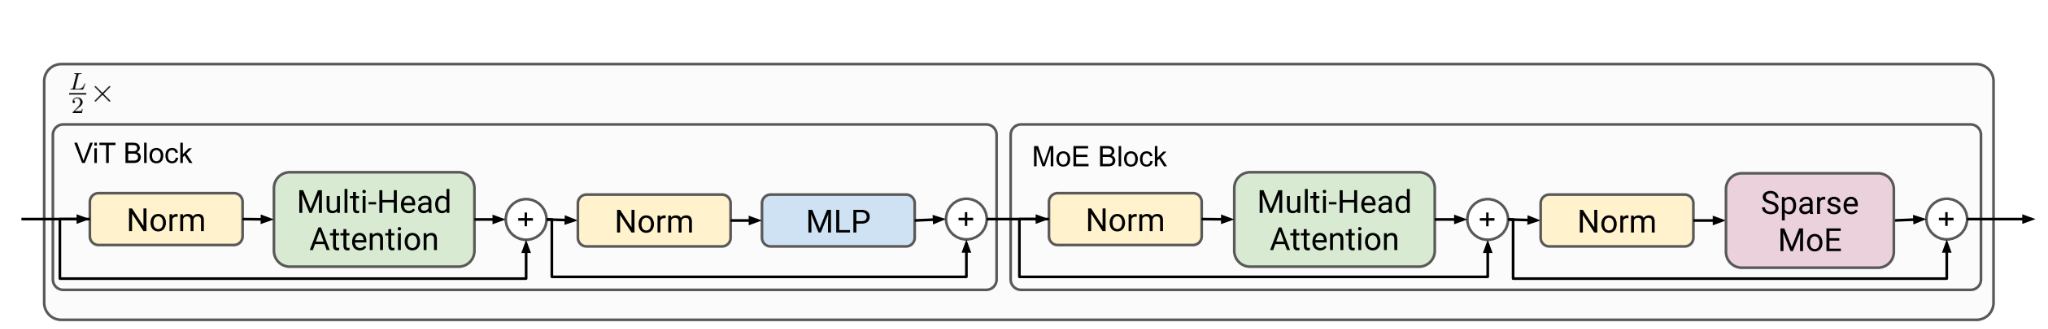 L/2 ×
ViT Block
Norm
Multi-Head
Attention
+
Norm
MLP
+
MoE Block
Norm
Multi-Head
Attention
+
Norm
Sparse
MoE
+